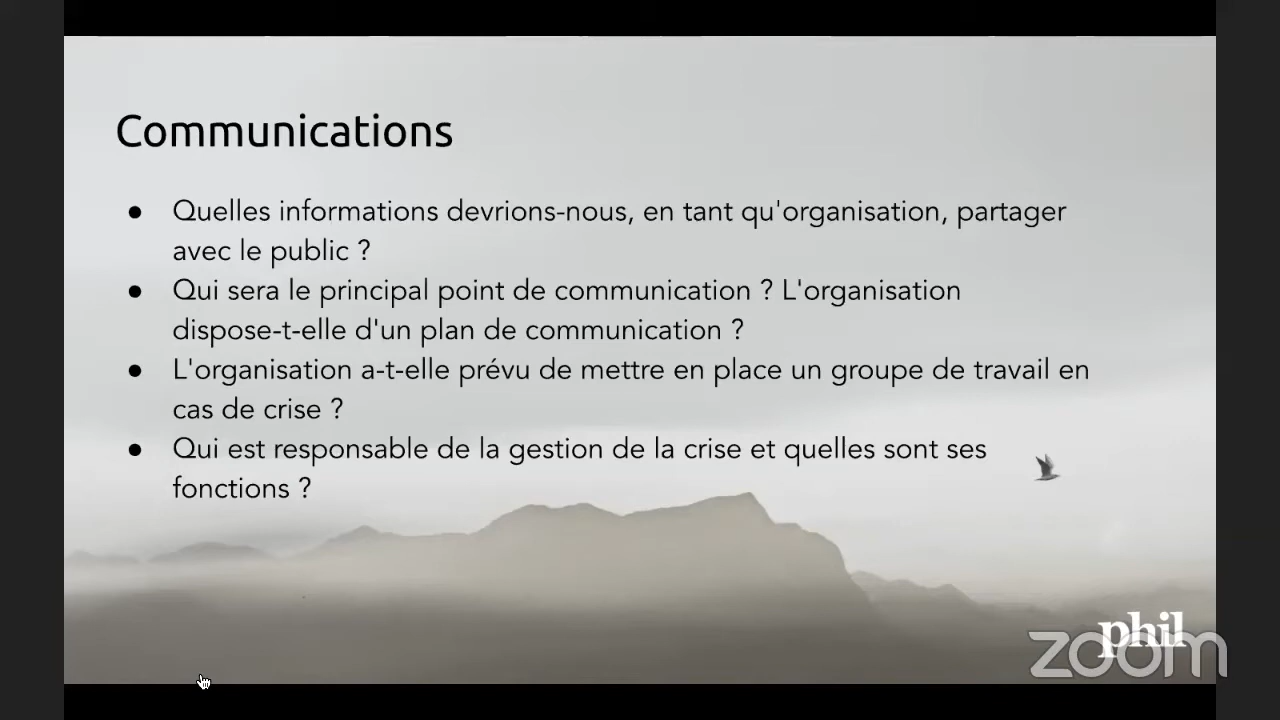 Communications
● Quelles informations devrions-nous, en tant qu'organisation, partager
avec le public ?
● Qui sera le principal point de communication ? L'organisation
dispose-t-elle d'un plan de communication ?
● L'organisation a-t-elle prévu de mettre en place un groupe de travail en
cas de crise ?
● Qui est responsable de la gestion de la crise et quelles sont ses
fonctions ?
phil
zoom